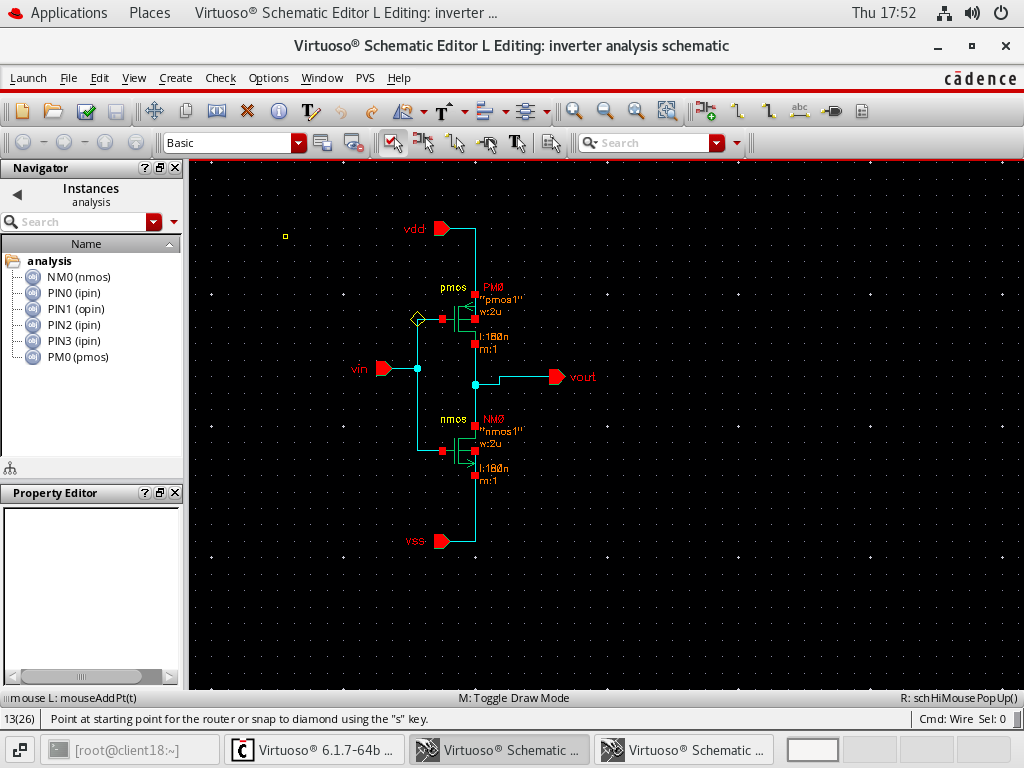 Applications Places Virtuoso® Schematic Editor L Editing: inverter ... Thu 17:52
Virtuoso® Schematic Editor L Editing: inverter analysis schematic
Launch File Edit View Create Check Options Window PVS Help cādence
abc
Basic Search
Navigator
Instances
analysis
Search
Name
analysis
NM0 (nmos)
PIN0 (ipin)
PIN1 (opin)
PIN2 (ipin)
PIN3 (ipin)
PM0 (pmos)
Property Editor
vdd
pmos PM0
"pmos1"
w:2u
l:180n
m:1
vin
vout
nmos NM0
"nmos1"
w:2u
l:180n
m:1
vss
mouse L: mouseAddPt(t) M: Toggle Draw Mode R: schHiMousePopUp()
13(26) Point at starting point for the router or snap to diamond using the "s" key. Cmd: Wire Sel: 0
[root@client18:~] Virtuoso® 6.1.7-64b ... Virtuoso® Schematic ... Virtuoso® Schematic ...